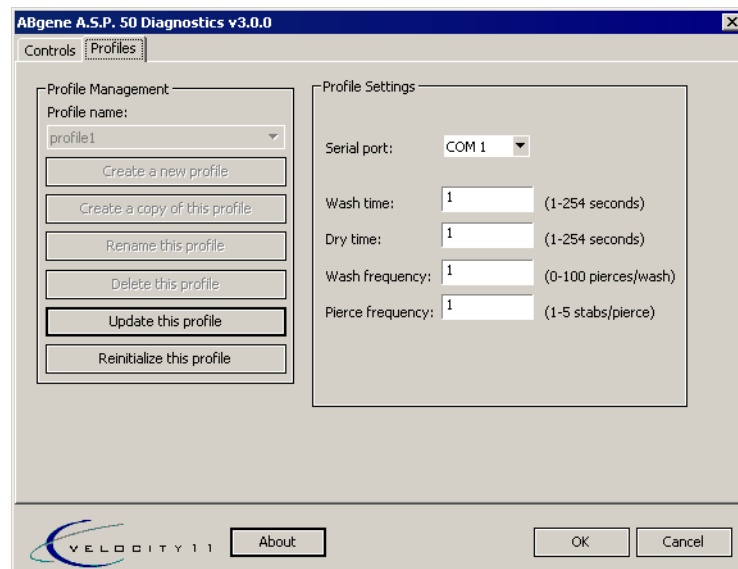 ABgene A.S.P. 50 Diagnostics v3.0.0
Controls Profiles
Profile Management
Profile name:
profile1
Create a new profile
Create a copy of this profile
Rename this profile
Delete this profile
Update this profile
Reinitialize this profile
Profile Settings
Serial port: COM 1
Wash time: 1 (1-254 seconds)
Dry time: 1 (1-254 seconds)
Wash frequency: 1 (0-100 pierces/wash)
Pierce frequency: 1 (1-5 stabs/pierce)
VELOCITY11 About OK Cancel